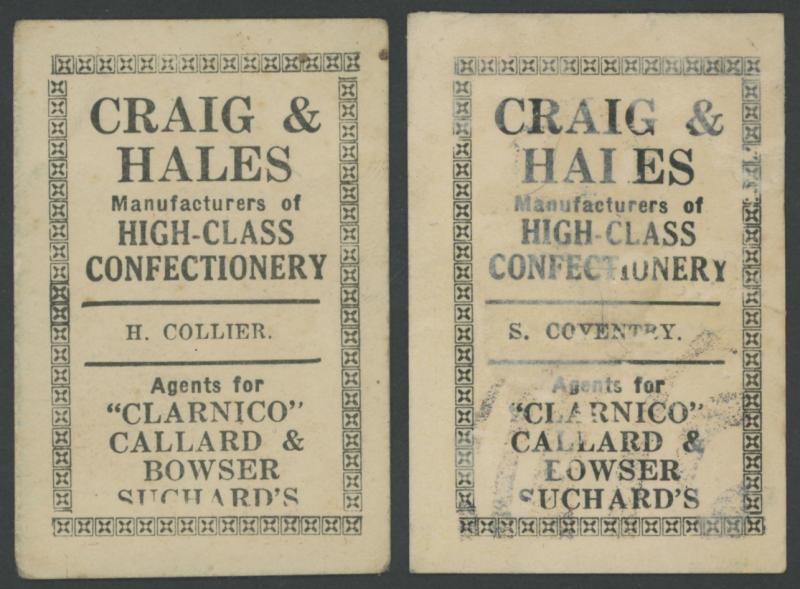 CRAIG &
HALES
Manufacturers of
HIGH-CLASS
CONFECTIONERY
H. COLLIER.
Agents for
"CLARNICO"
CALLARD &
BOWSER
SUCHARD'S
CRAIG &
HALES
Manufacturers of
HIGH-CLASS
CONFECTIONERY
S. COVENTRY.
Agents for
"CLARNICO"
CALLARD &
BOWSER
SUCHARD'S